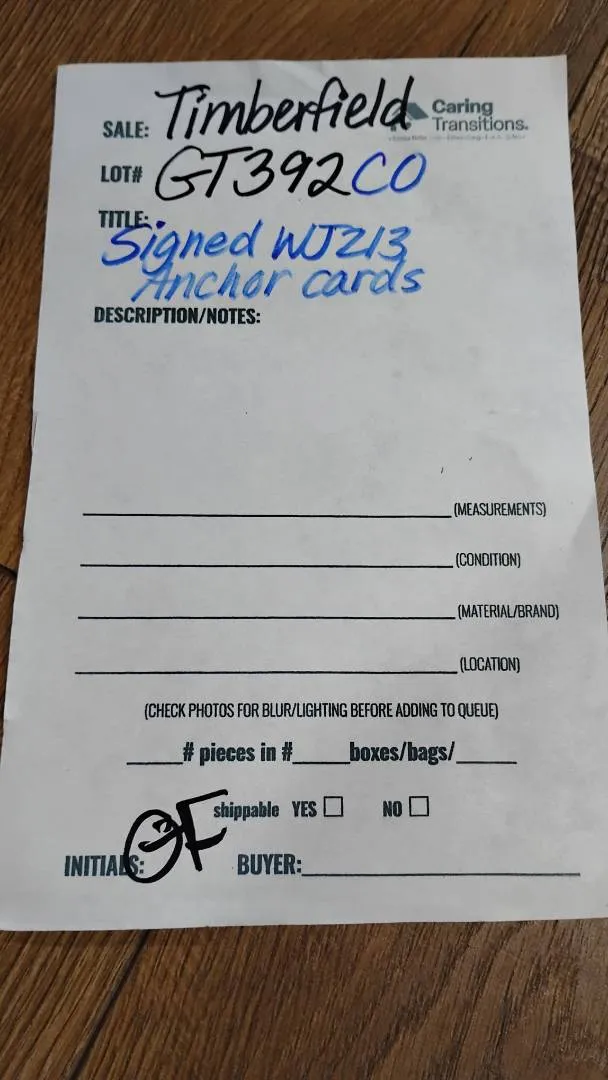 SALE: Timberfield
Caring
Transitions.
LOT# GT392CO
TITLE:
Signed WJZ13
Anchor cards
DESCRIPTION/NOTES:
(MEASUREMENTS)
(CONDITION)
(MATERIAL/BRAND)
(LOCATION)
(CHECK PHOTOS FOR BLUR/LIGHTING BEFORE ADDING TO QUEUE)
# pieces in # boxes/bags/
shippable YES NO
INITIALS: BUYER: